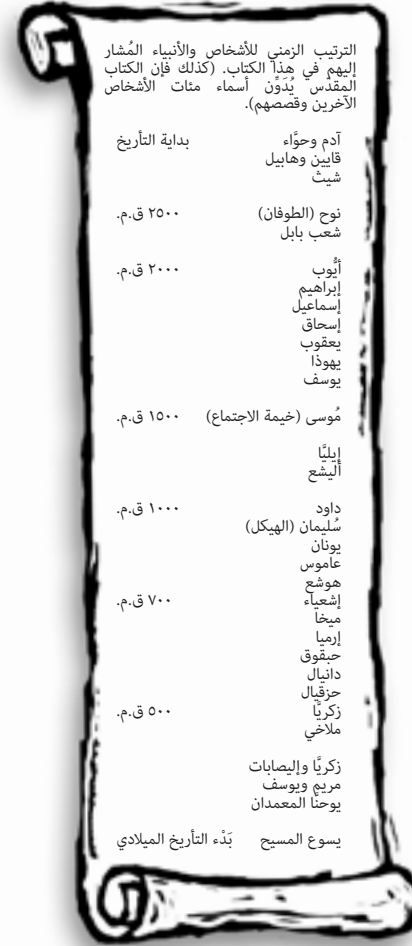 الترتيب الزمني للأشخاص والأنبياء المُشار
إليهم في هذا الكتاب. (كذلك فإن الكتاب
المقدس يُدَوِّن أسماء مئات الأشخاص
الآخرين وقصصهم).
آدم وحوَّاء بداية التأريخ
قايين وهابيل
شيث
نوح (الطوفان) ٢٥٠٠ ق.م.
شعب بابل
أيُّوب ٢٠٠٠ ق.م.
إبراهيم
إسماعيل
إسحاق
يعقوب
يهوذا
يوسف
مُوسى (خيمة الاجتماع) ١٥٠٠ ق.م.
إيليَّا
أليشع
داود ١٠٠٠ ق.م.
سُليمان (الهيكل)
يونان
عاموس
هوشع
إشعياء ٧٠٠ ق.م.
ميخا
إرميا
حبقوق
دانيال
حزقيال
زكريَّا ٥٠٠ ق.م.
ملاخي
زكريَّا وإليصابات
مريم ويوسف
يوحنَّا المعمدان
يسوع المسيح بَدْء التأريخ الميلادي